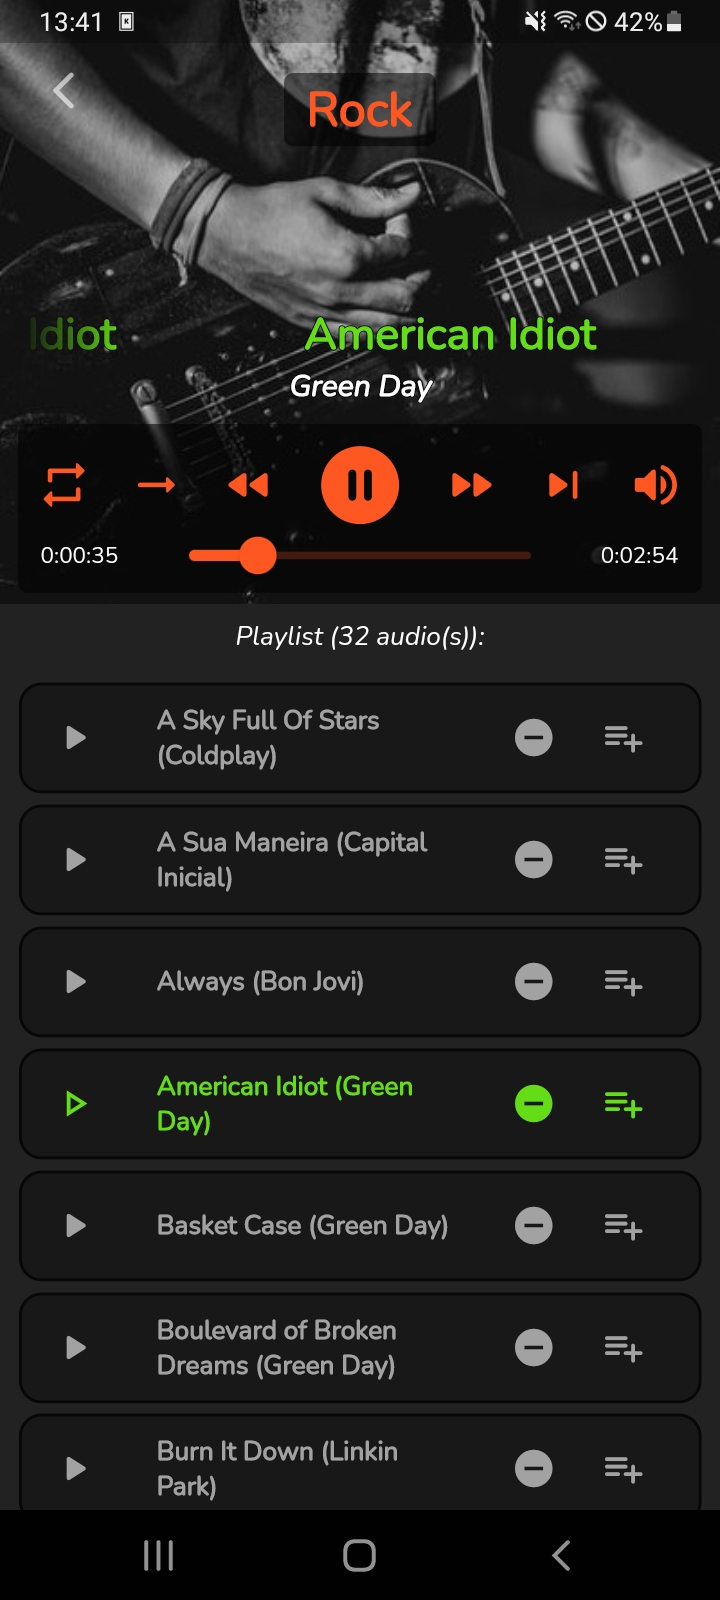 13:41
42%
Rock
Idiot American Idiot
Green Day
0:00:35 0:02:54
Playlist (32 audio(s)):
A Sky Full Of Stars
(Coldplay)
A Sua Maneira (Capital
Inicial)
Always (Bon Jovi)
American Idiot (Green
Day)
Basket Case (Green Day)
Boulevard of Broken
Dreams (Green Day)
Burn It Down (Linkin
Park)